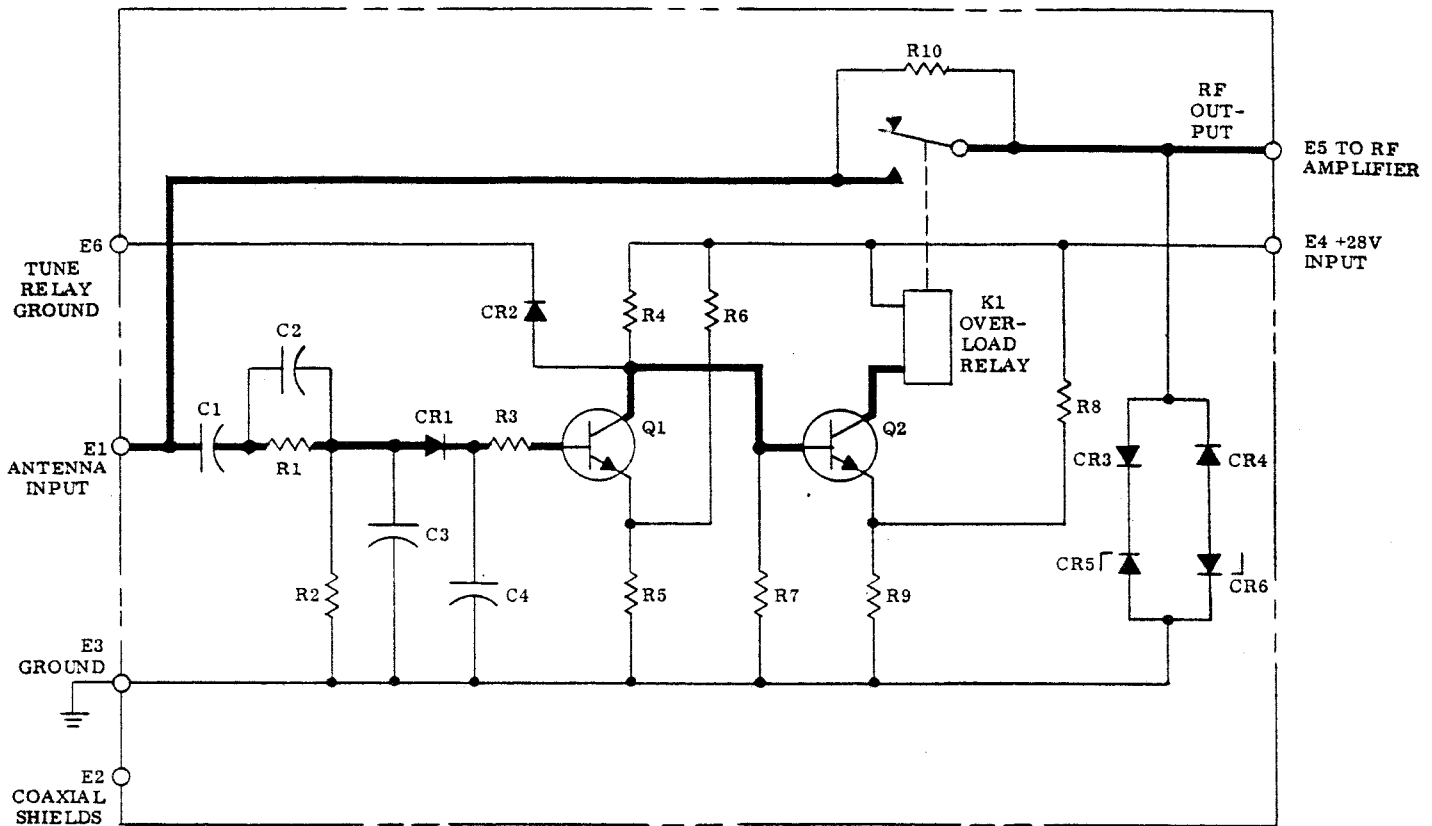 R10
RF
OUT-
PUT
E5 TO RF
AMPLIFIER
E6
TUNE
RELAY
GROUND
E4 +28V
INPUT
CR2
R4
R6
K1
OVER-
LOAD
RELAY
C2
C1
R1
CR1
R3
Q1
Q2
R8
E1
ANTENNA
INPUT
CR3
CR4
C3
R2
C4
R5
R7
R9
CR5
CR6
E3
GROUND
E2
COAXIAL
SHIELDS